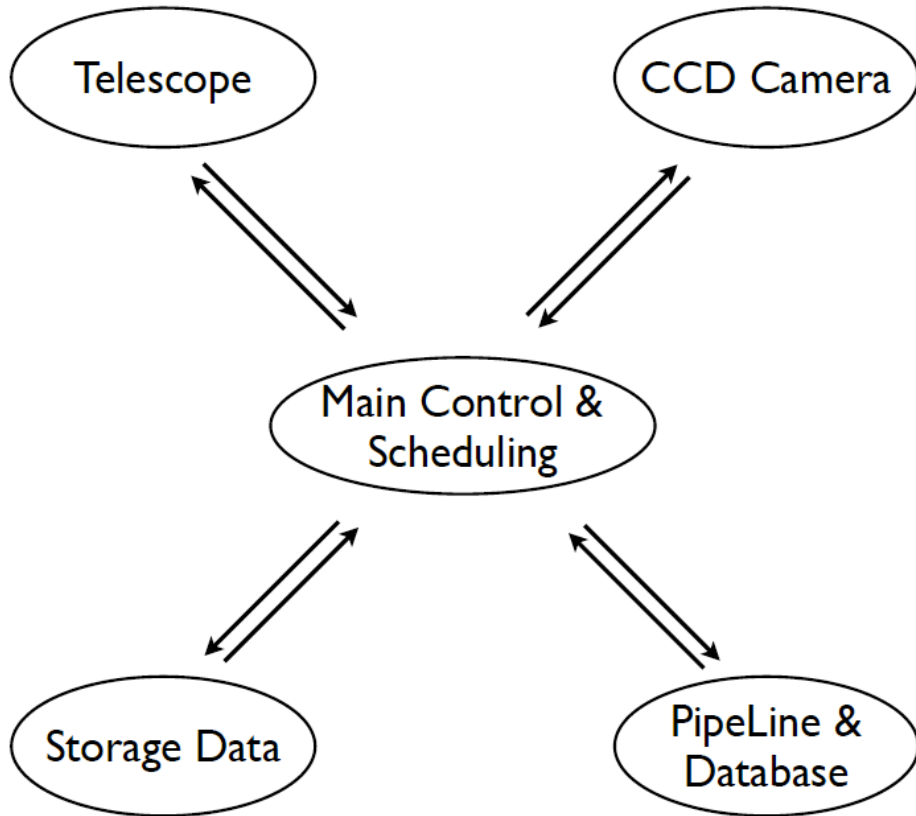 Telescope
CCD Camera
Main Control &
Scheduling
Storage Data
PipeLine &
Database